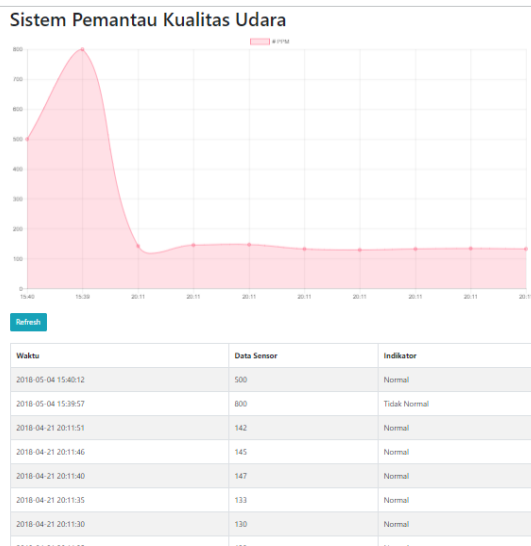 Sistem Pemantau Kualitas Udara
# PPM
800
700
600
500
400
300
200
100
0
15:40 15:39 20:11 20:11 20:11 20:11 20:11 20:11 20:11
Refresh
Waktu Data Sensor Indikator
2018-05-04 15:40:12 500 Normal
2018-05-04 15:39:57 800 Tidak Normal
2018-04-21 20:11:51 142 Normal
2018-04-21 20:11:46 145 Normal
2018-04-21 20:11:40 147 Normal
2018-04-21 20:11:35 133 Normal
2018-04-21 20:11:30 130 Normal